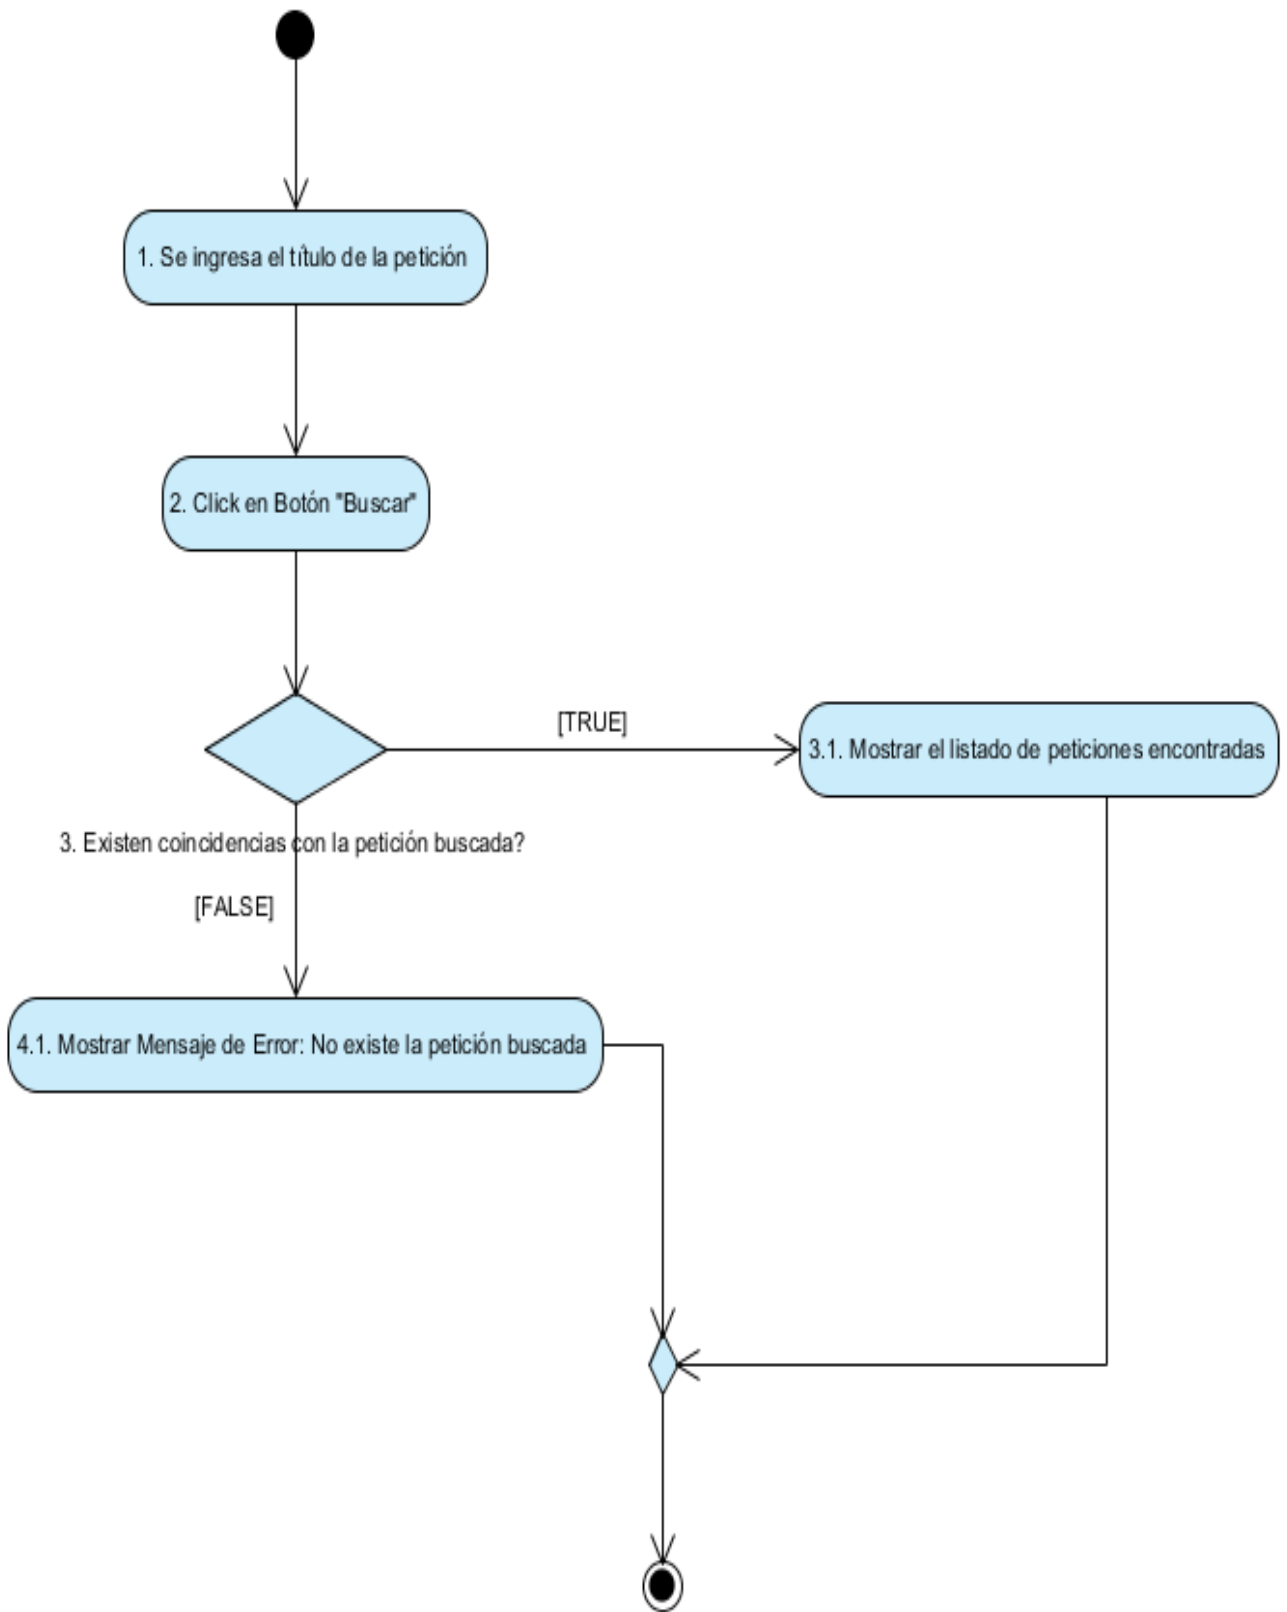 1. Se ingresa el título de la petición
2. Click en Botón "Buscar"
[TRUE]
3.1. Mostrar el listado de peticiones encontradas
3. Existen coincidencias con la petición buscada?
[FALSE]
4.1. Mostrar Mensaje de Error: No existe la petición buscada